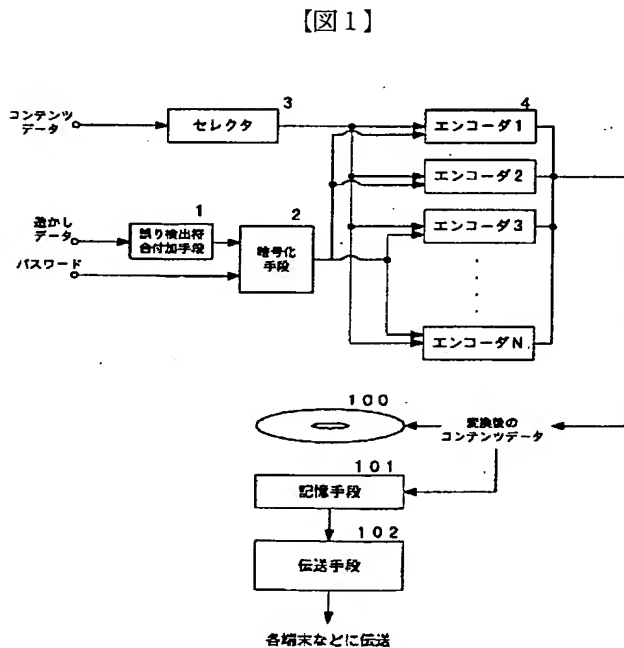 【図1】
3
4
コンテンツ
データ
セレクタ
エンコーダ1
エンコーダ2
透かし
データ
1
2
誤り検出符
合付加手段
暗号化
手段
エンコーダ3
パスワード
エンコーダN
100
変換後の
コンテンツデータ
101
記憶手段
102
伝送手段
各端末などに伝送